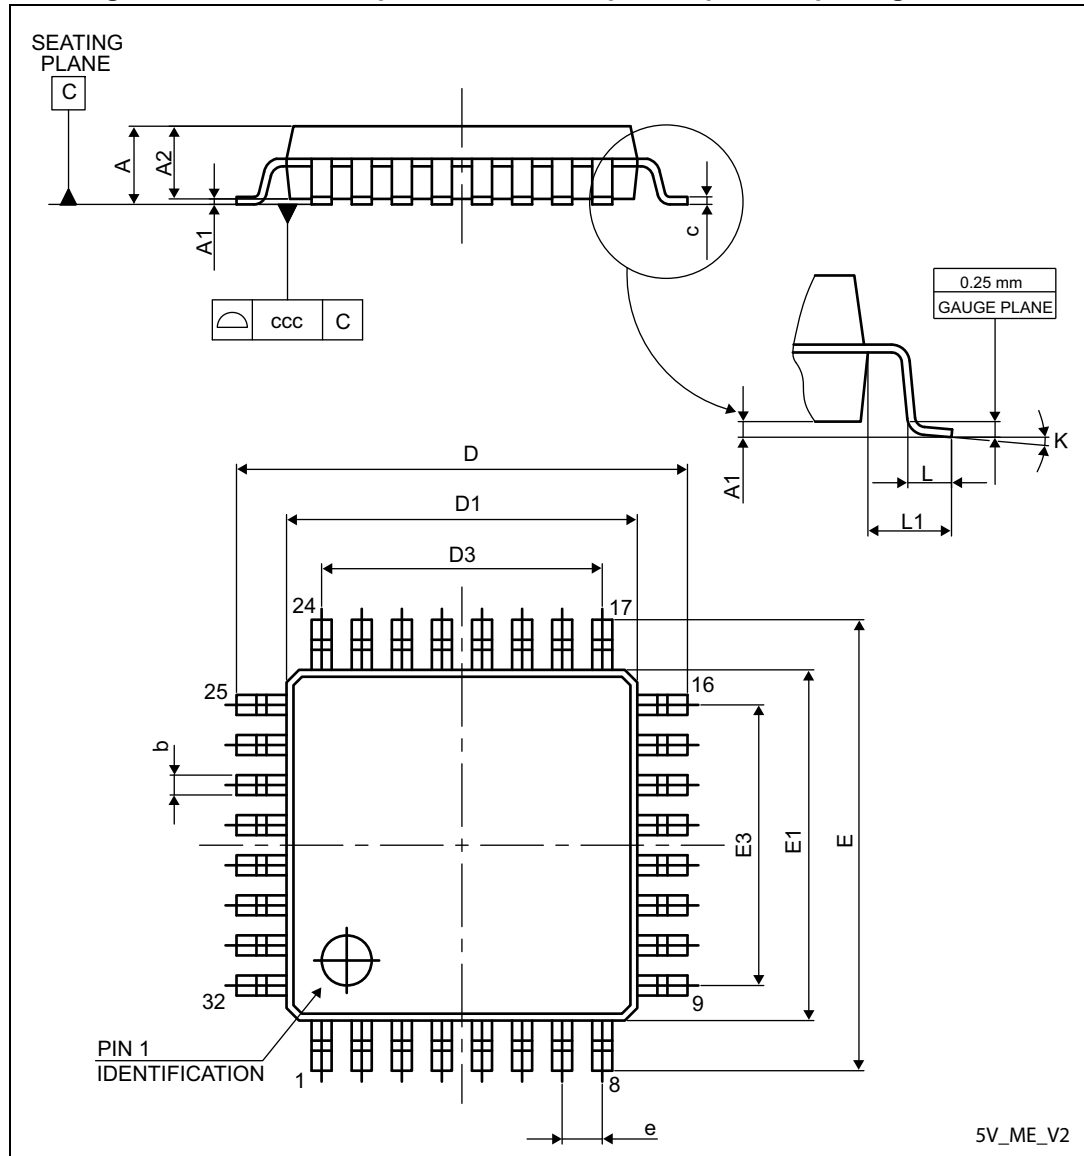 SEATING
PLANE
C
A
A2
A1
ccc
C
c
0.25 mm
GAUGE PLANE
K
A1
L
L1
D
D1
D3
24
17
25
16
b
E3
E1
E
32
9
PIN 1
IDENTIFICATION
1
8
e
5V_ME_V2